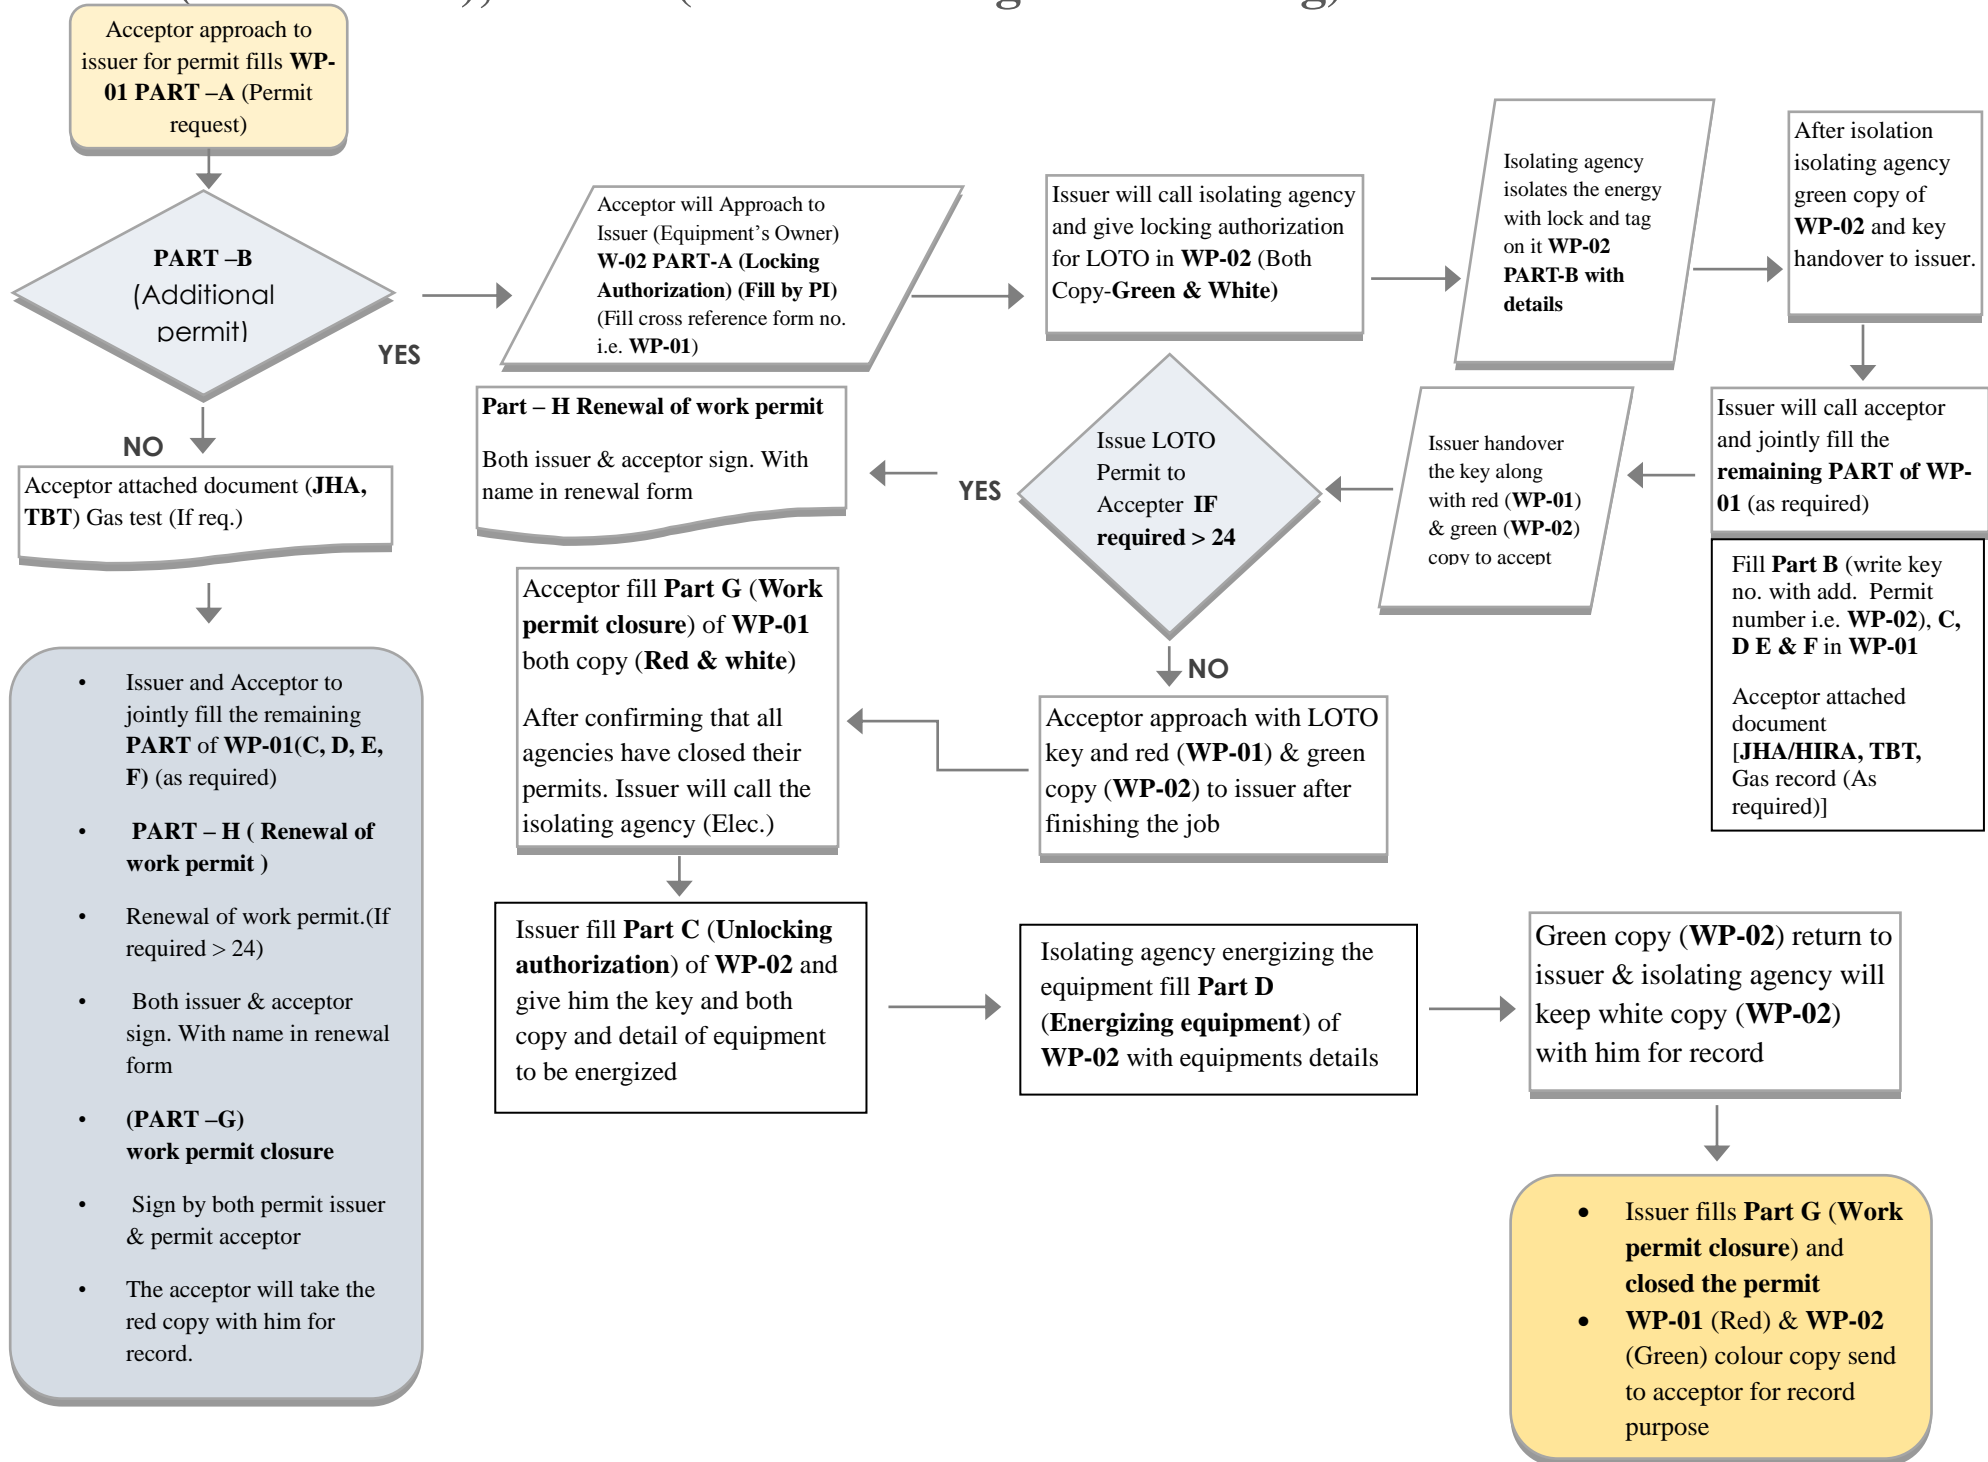 Acceptor approach to
issuer for permit fills WP-
01 PART –A (Permit
request)
PART –B
(Additional
permit)
YES
NO
Acceptor attached document (JHA,
TBT) Gas test (If req.)
• Issuer and Acceptor to
jointly fill the remaining
PART of WP-01(C, D, E,
F) (as required)
• PART – H ( Renewal of
work permit )
• Renewal of work permit.(If
required > 24)
• Both issuer & acceptor
sign. With name in renewal
form
• (PART –G)
work permit closure
• Sign by both permit issuer
& permit acceptor
• The acceptor will take the
red copy with him for
record.
Acceptor will Approach to
Issuer (Equipment's Owner)
W-02 PART-A (Locking
Authorization) (Fill by PI)
(Fill cross reference form no.
i.e. WP-01)
Issuer will call isolating agency
and give locking authorization
for LOTO in WP-02 (Both
Copy-Green & White)
Isolating agency
isolates the energy
with lock and tag
on it WP-02
PART-B with
details
After isolation
isolating agency
green copy of
WP-02 and key
handover to issuer.
Issuer will call acceptor
and jointly fill the
remaining PART of WP-
01 (as required)
Fill Part B (write key
no. with add. Permit
number i.e. WP-02), C,
D E & F in WP-01
Acceptor attached
document
[JHA/HIRA, TBT,
Gas record (As
required)]
Issuer handover
the key along
with red (WP-01)
& green (WP-02)
copy to accept
Issue LOTO
Permit to
Accepter IF
required > 24
YES
Part – H Renewal of work permit
Both issuer & acceptor sign. With
name in renewal form
NO
Acceptor approach with LOTO
key and red (WP-01) & green
copy (WP-02) to issuer after
finishing the job
Acceptor fill Part G (Work
permit closure) of WP-01
both copy (Red & white)
After confirming that all
agencies have closed their
permits. Issuer will call the
isolating agency (Elec.)
Issuer fill Part C (Unlocking
authorization) of WP-02 and
give him the key and both
copy and detail of equipment
to be energized
Isolating agency energizing the
equipment fill Part D
(Energizing equipment) of
WP-02 with equipments details
Green copy (WP-02) return to
issuer & isolating agency will
keep white copy (WP-02)
with him for record
• Issuer fills Part G (Work
permit closure) and
closed the permit
• WP-01 (Red) & WP-02
(Green) colour copy send
to acceptor for record
purpose